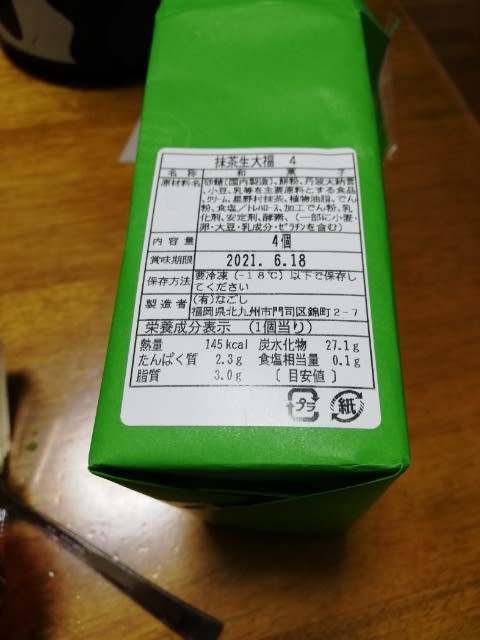 抹茶生大福 4
名称 和菓子
原材料名 砂糖(国内製造)、餅粉、丹波大納言
、小豆、乳等を主要原料とする食品
、クリーム、星野村抹茶、植物油脂、でん
粉、食塩/トレハロース、加工でん粉、乳
化剤、安定剤、酵素、(一部に小麦・
卵・大豆・乳成分・ゼラチンを含む)
内容量 4個
賞味期限 2021. 6.18
保存方法 要冷凍(-18℃)以下で保存し
てください
製造者 (有)なごし
福岡県北九州市門司区錦町2-7
栄養成分表示 (1個当り)
熱量 145kcal 炭水化物 27.1g
たんぱく質 2.3g 食塩相当量 0.1g
脂質 3.0g [目安値]
プラ 紙